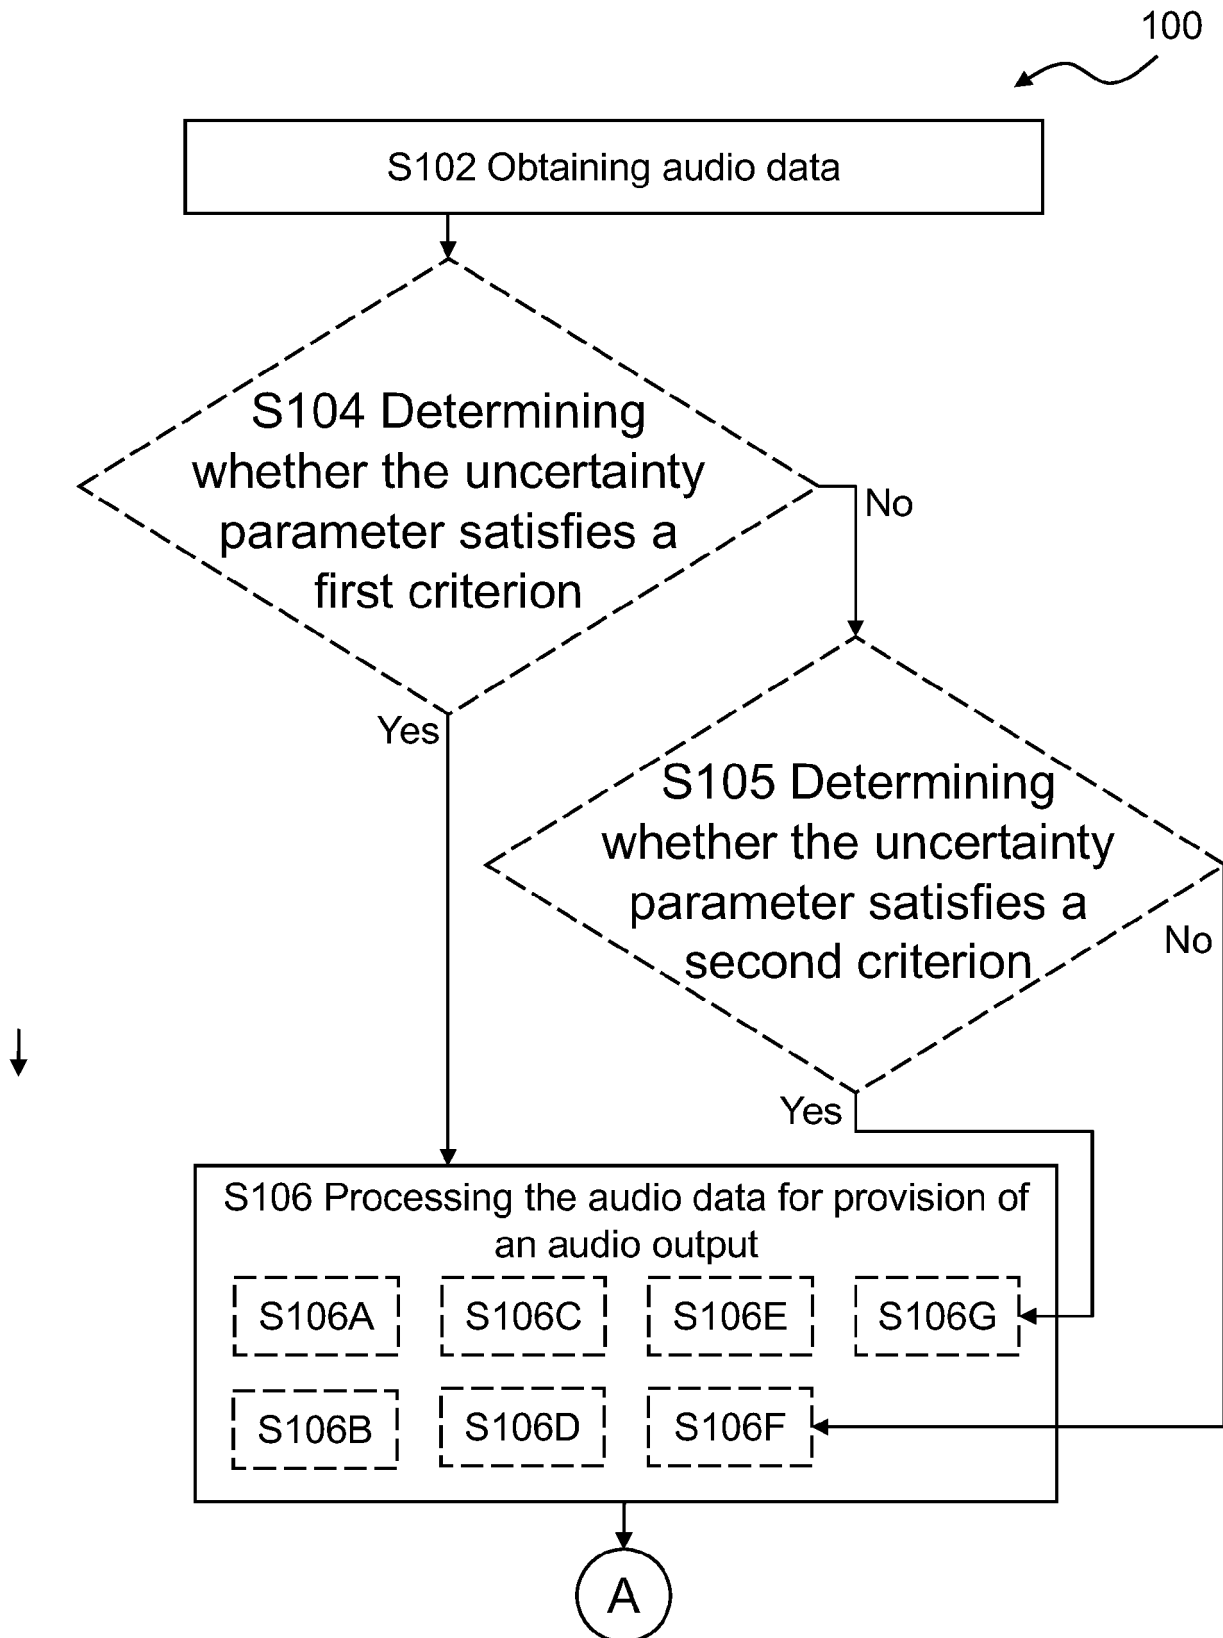 100
S102 Obtaining audio data
S104 Determining
whether the uncertainty
parameter satisfies a
first criterion
No
Yes
S105 Determining
whether the uncertainty
parameter satisfies a
second criterion
No
Yes
S106 Processing the audio data for provision of
an audio output
S106A S106C S106E S106G
S106B S106D S106F
A